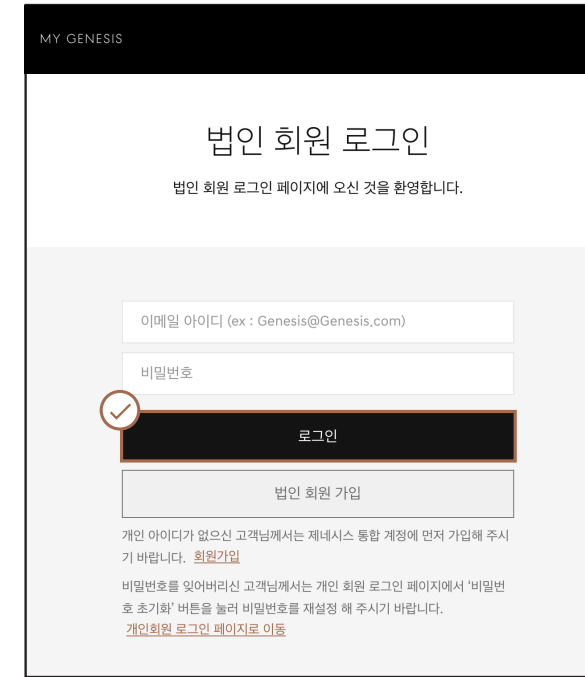 MY GENESIS
법인 회원 로그인
법인 회원 로그인 페이지에 오신 것을 환영합니다.
이메일 아이디 (ex : Genesis@Genesis.com)
비밀번호
로그인
법인 회원 가입
개인 아이디가 없으신 고객님께서는 제네시스 통합 계정에 먼저 가입해 주시
기 바랍니다. 회원가입
비밀번호를 잊어버리신 고객님께서는 개인 회원 로그인 페이지에서 ‘비밀번
호 초기화’ 버튼을 눌러 비밀번호를 재설정 해 주시기 바랍니다.
개인회원 로그인 페이지로 이동